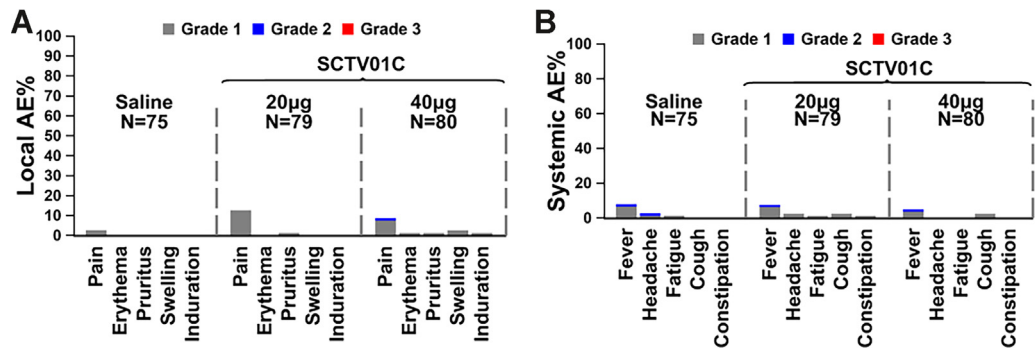 A
Grade 1 Grade 2 Grade 3
SCTV01C
Saline
N=75
20μg
N=79
40μg
N=80
Local AE%
100
90
80
70
60
50
40
30
20
10
0
Pain
Erythema
Pruritus
Swelling
Induration
Pain
Erythema
Pruritus
Swelling
Induration
Pain
Erythema
Pruritus
Swelling
Induration
B
Grade 1 Grade 2 Grade 3
SCTV01C
Saline
N=75
20μg
N=79
40μg
N=80
Systemic AE%
100
80
60
40
20
0
Fever
Headache
Fatigue
Cough
Constipation
Fever
Headache
Fatigue
Cough
Constipation
Fever
Headache
Fatigue
Cough
Constipation